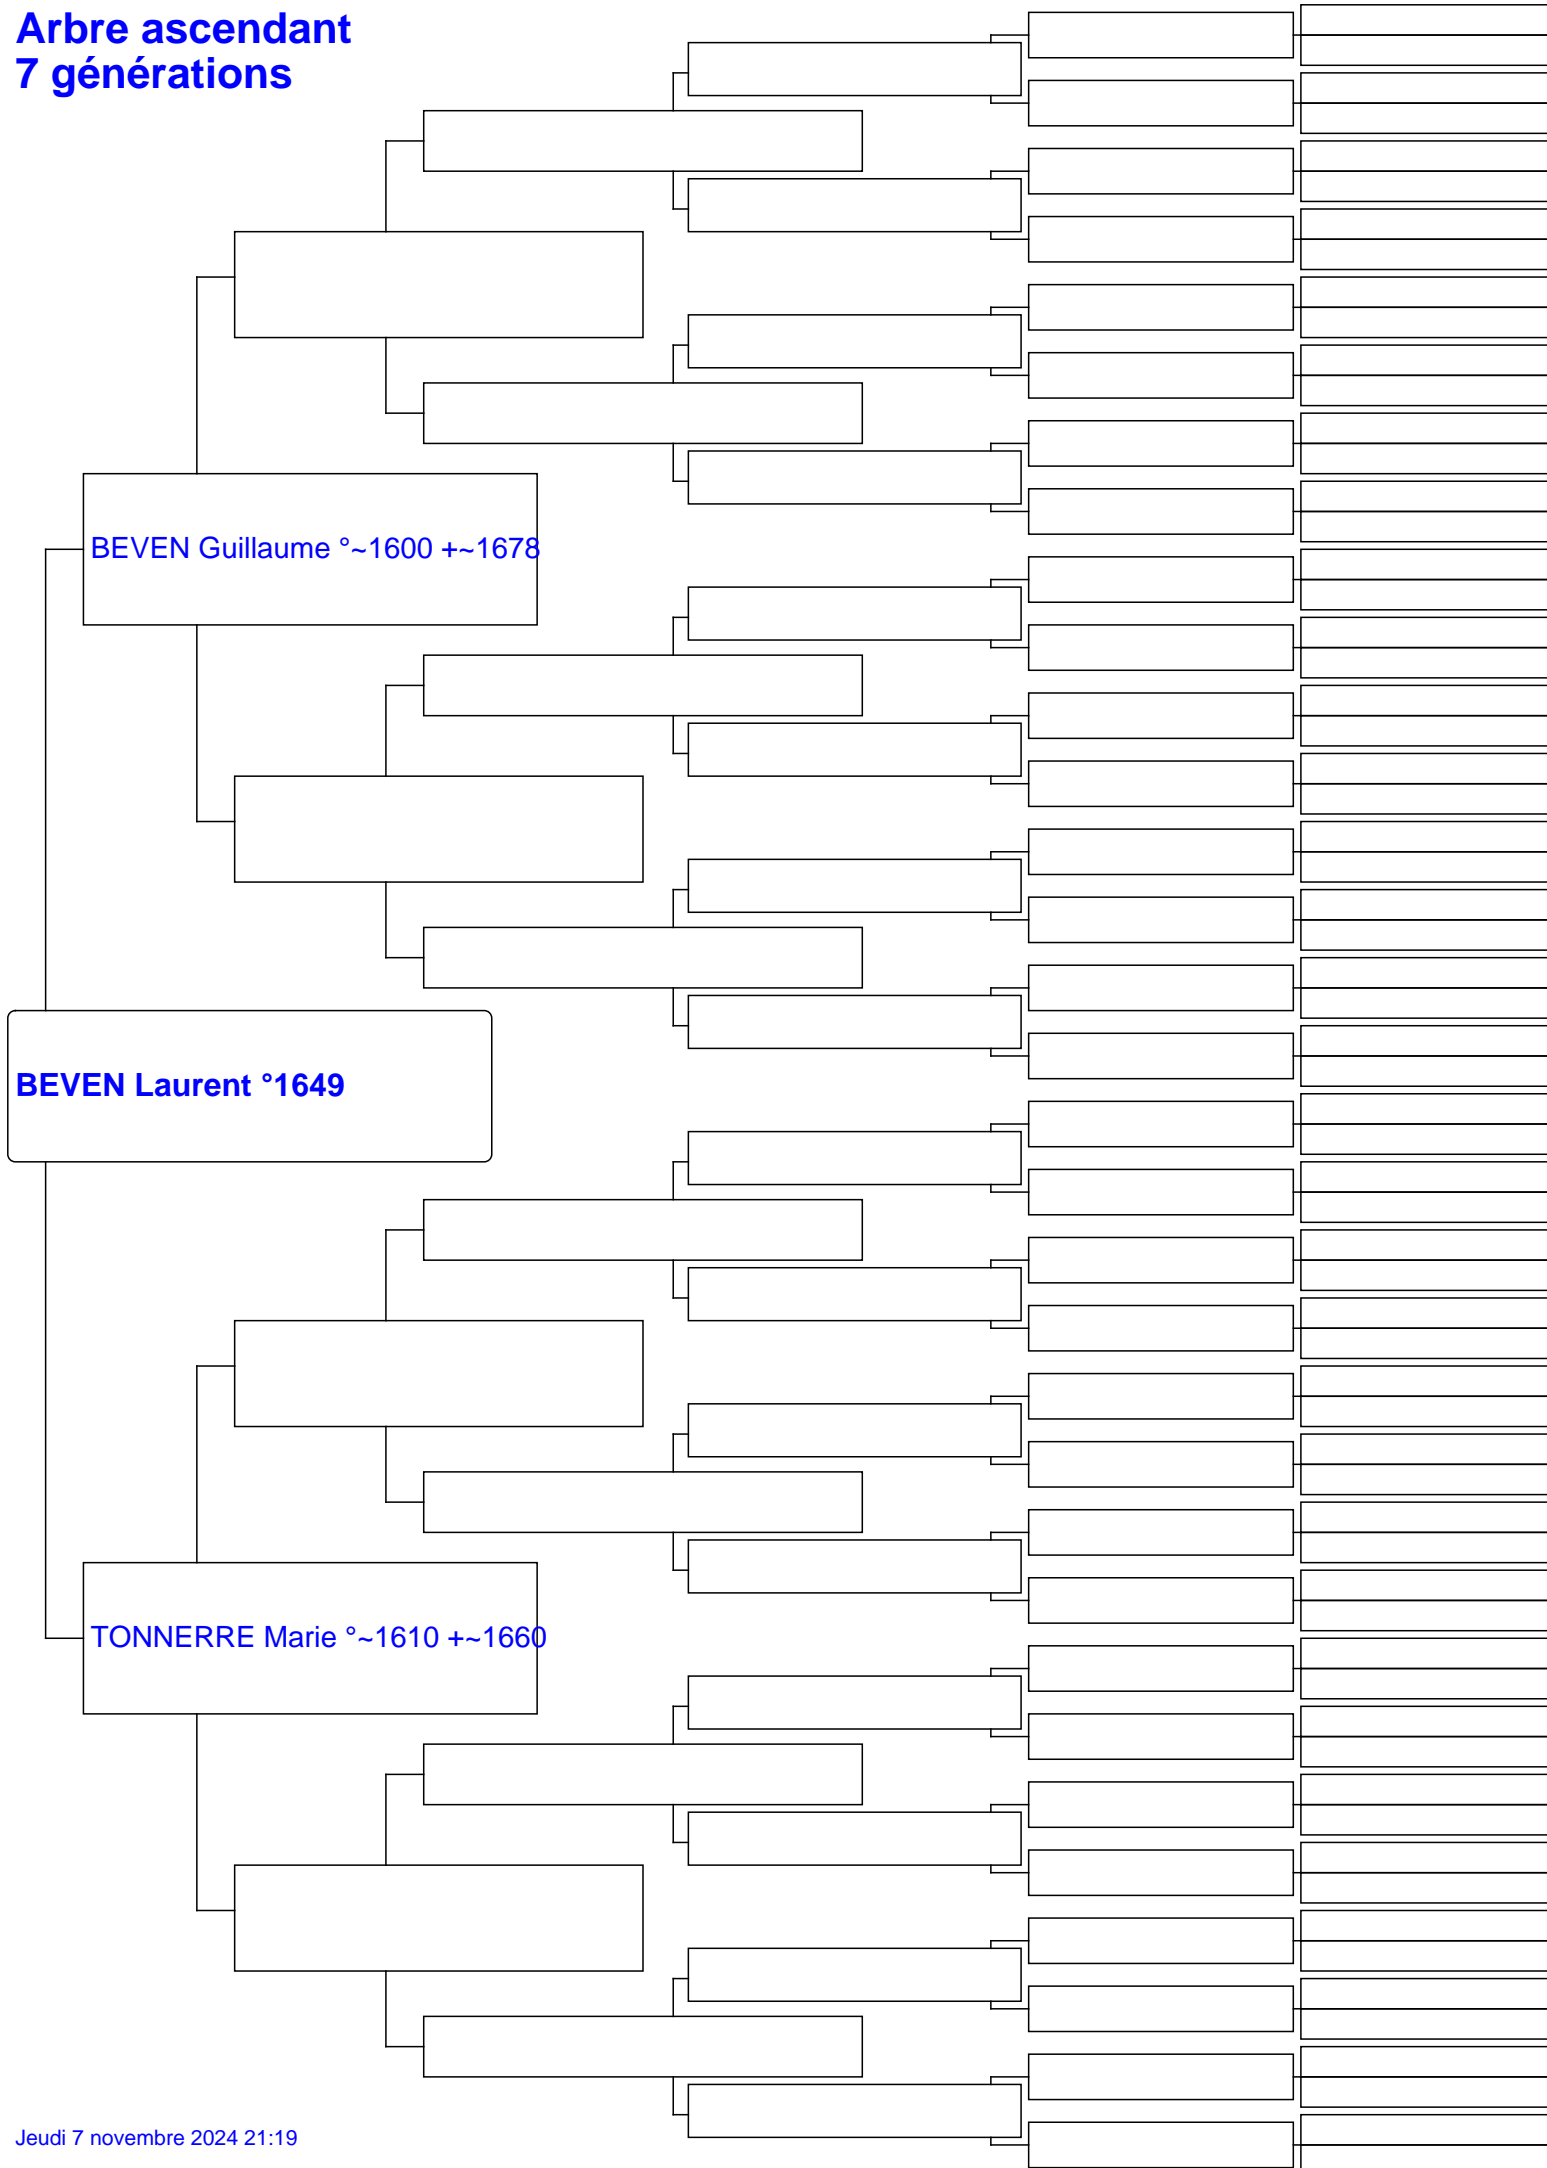 Arbre ascendant
7 générations
BEVEN Guillaume °~1600 +~1678
BEVEN Laurent °1649
TONNERRE Marie °~1610 +~1660
Jeudi 7 novembre 2024 21:19